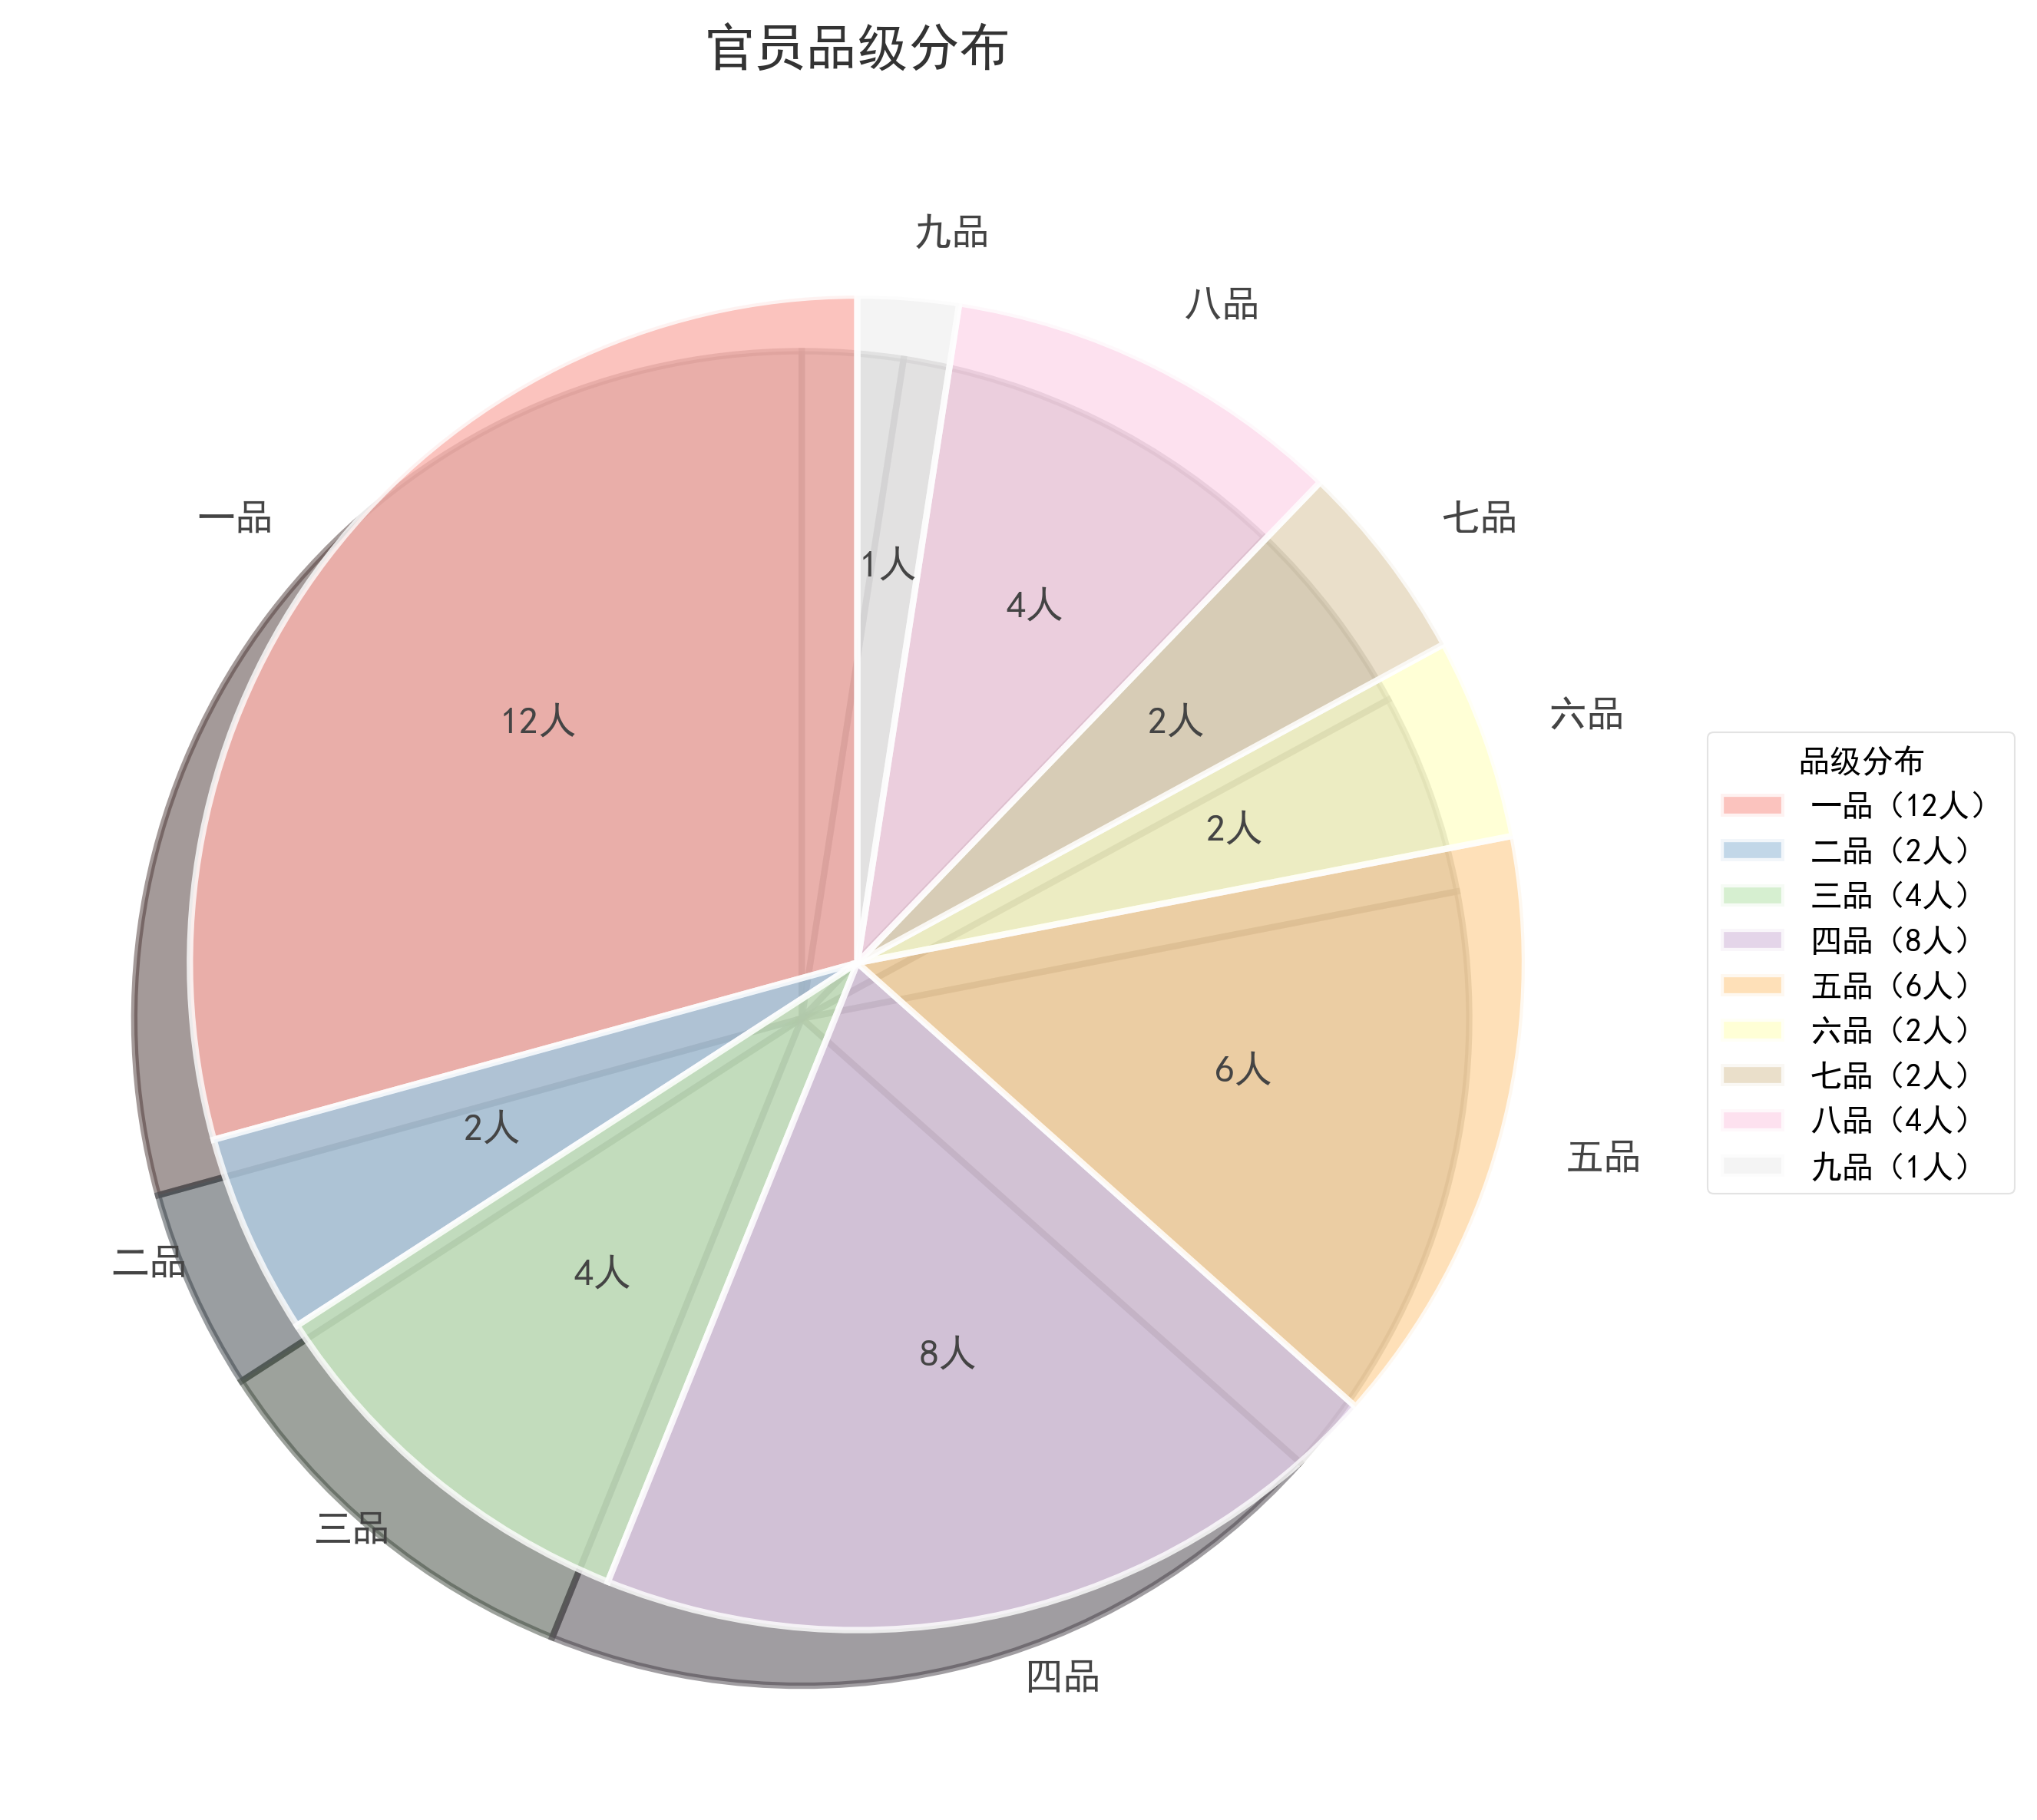 官员品级分布
九品
八品
一品
七品
1人
4人
12人
2人
六品
2人
6人
2人
五品
二品
4人
8人
三品
四品
品级分布
一品（12人）
二品（2人）
三品（4人）
四品（8人）
五品（6人）
六品（2人）
七品（2人）
八品（4人）
九品（1人）